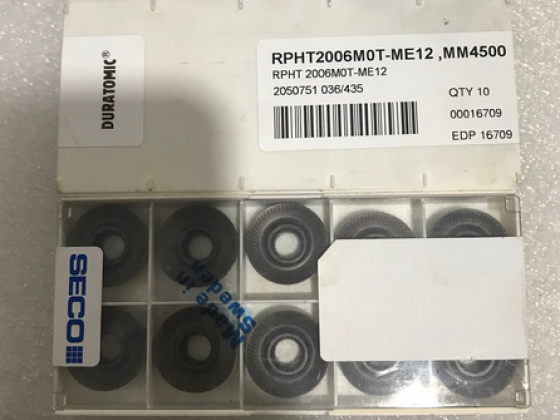 DURATOMIC®
RPHT2006M0T-ME12 ,MM4500
RPHT 2006M0T-ME12
2050751 036/435
QTY 10
00016709
EDP 16709
SECO
Made in
Sweden